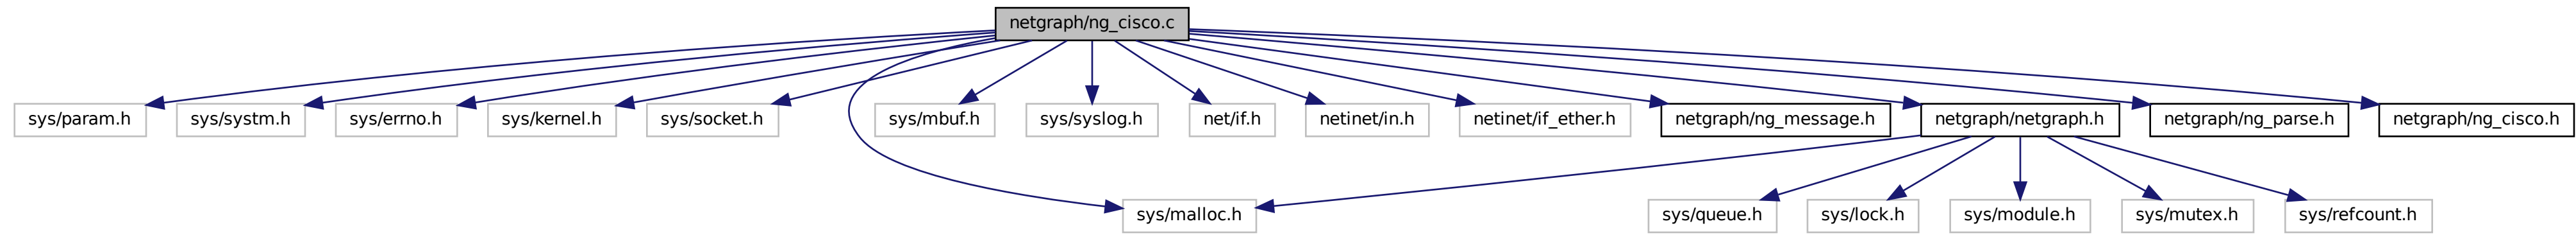 netgraph/ng_cisco.c
sys/param.h
sys/systm.h
sys/errno.h
sys/kernel.h
sys/socket.h
sys/mbuf.h
sys/syslog.h
net/if.h
netinet/in.h
netinet/if_ether.h
netgraph/ng_message.h
netgraph/netgraph.h
netgraph/ng_parse.h
netgraph/ng_cisco.h
sys/malloc.h
sys/queue.h
sys/lock.h
sys/module.h
sys/mutex.h
sys/refcount.h